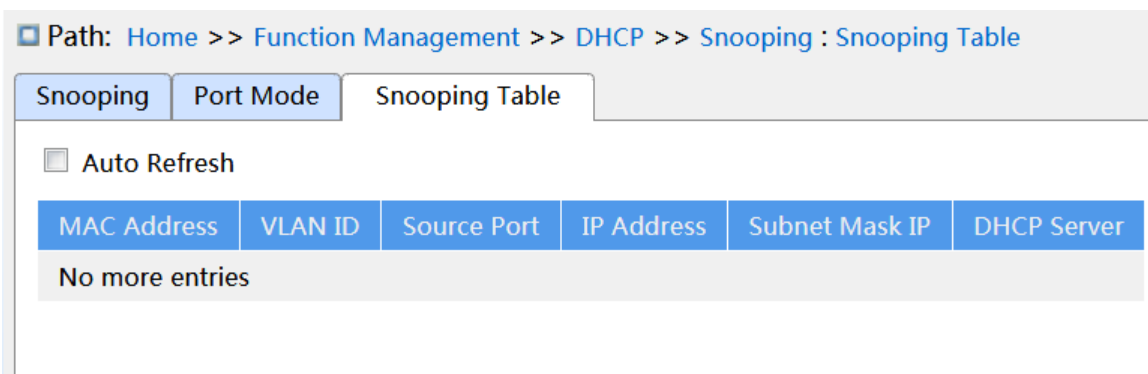 Path: Home >> Function Management >> DHCP >> Snooping : Snooping Table
Snooping Port Mode Snooping Table
Auto Refresh
MAC Address VLAN ID Source Port IP Address Subnet Mask IP DHCP Server
No more entries